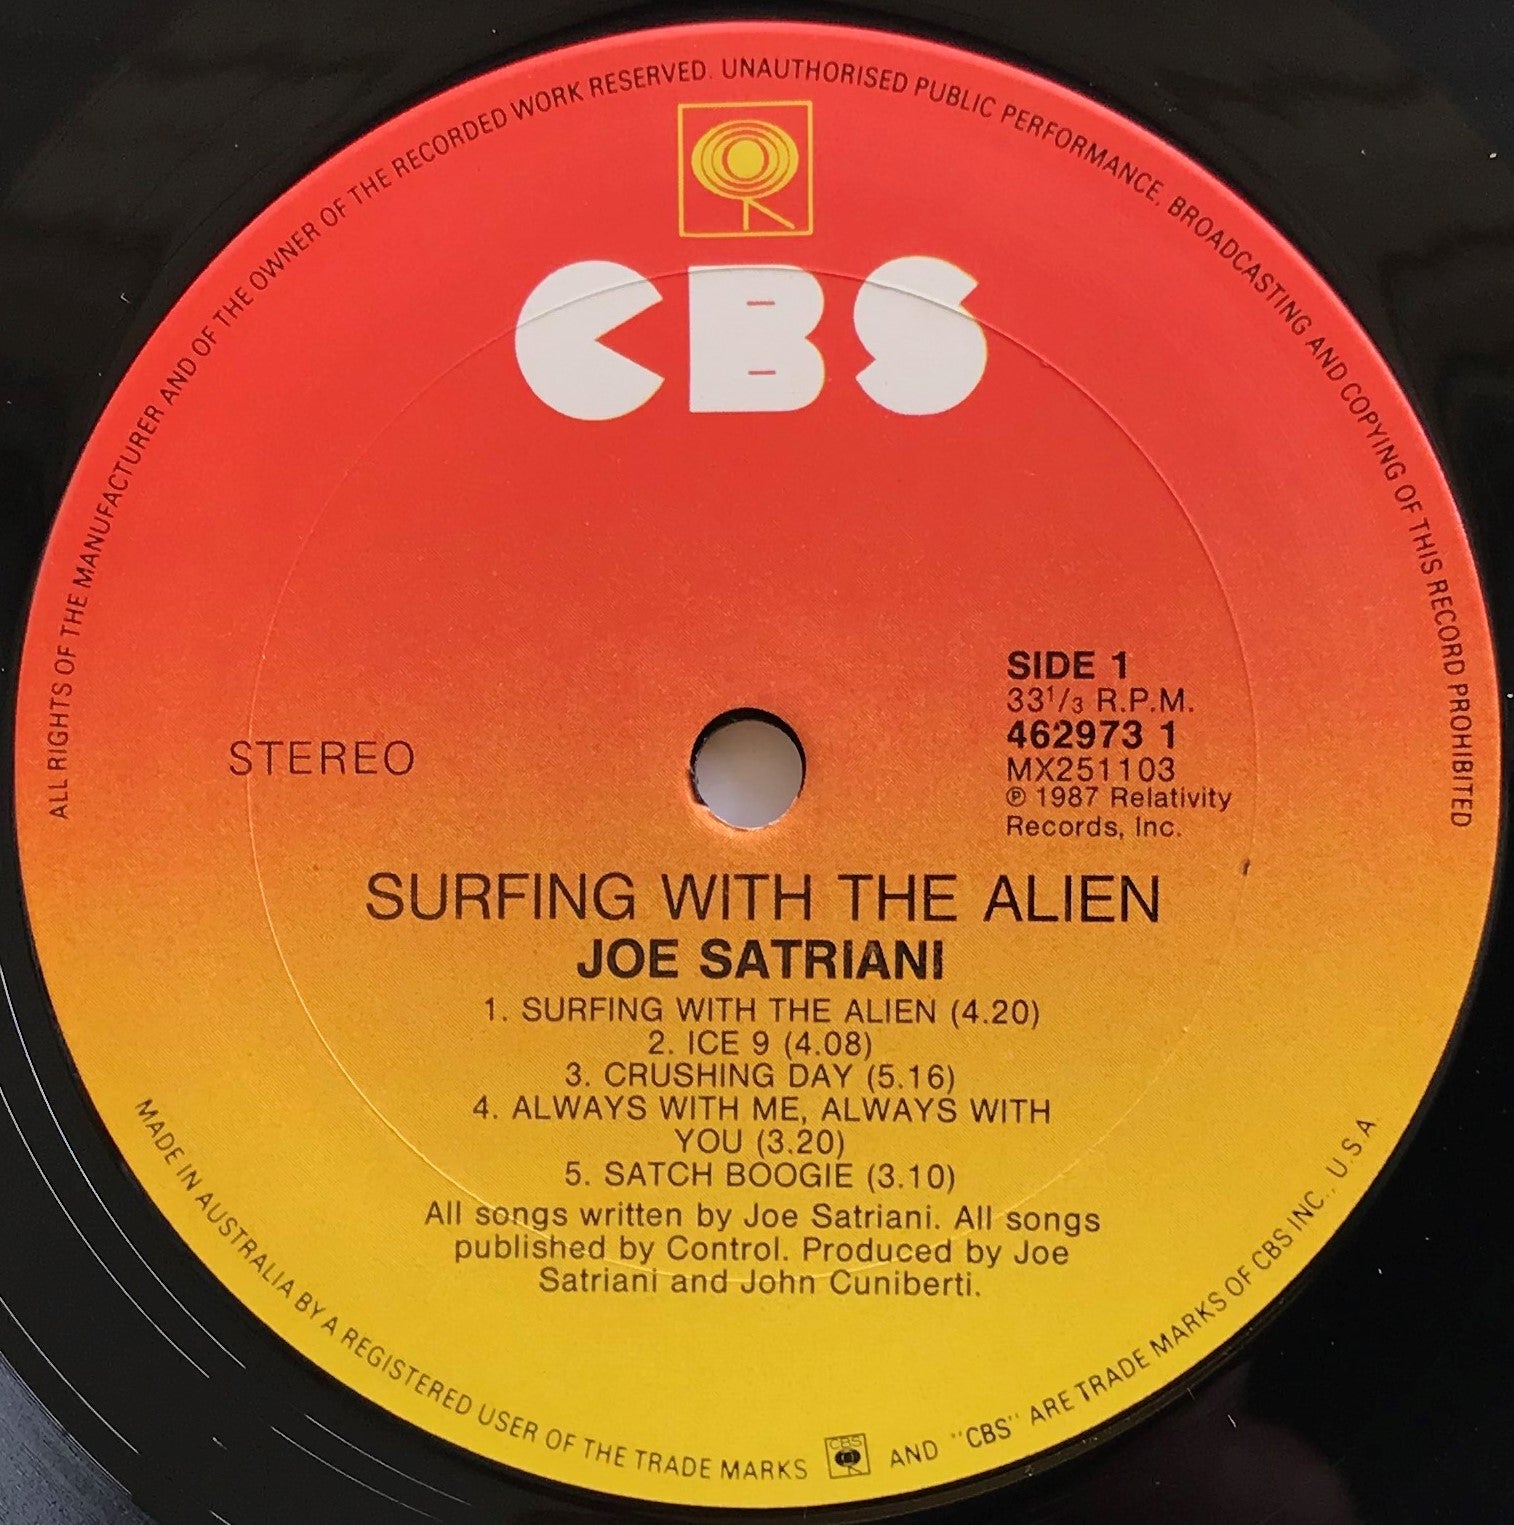 ALL RIGHTS OF THE MANUFACTURER AND OF THE OWNER OF THE RECORDED WORK RESERVED. UNAUTHORISED PUBLIC PERFORMANCE, BROADCASTING AND COPYING OF THIS RECORD PROHIBITED
CBS
STEREO
SIDE 1
33 1/3 R.P.M.
462973 1
MX251103
℗ 1987 Relativity
Records, Inc.
SURFING WITH THE ALIEN
JOE SATRIANI
1. SURFING WITH THE ALIEN (4.20)
2. ICE 9 (4.08)
3. CRUSHING DAY (5.16)
4. ALWAYS WITH ME, ALWAYS WITH
YOU (3.20)
5. SATCH BOOGIE (3.10)
All songs written by Joe Satriani. All songs
published by Control. Produced by Joe
Satriani and John Cuniberti.
MADE IN AUSTRALIA BY A REGISTERED USER OF THE TRADE MARKS CBS AND "CBS" ARE TRADE MARKS OF CBS INC., U.S.A.